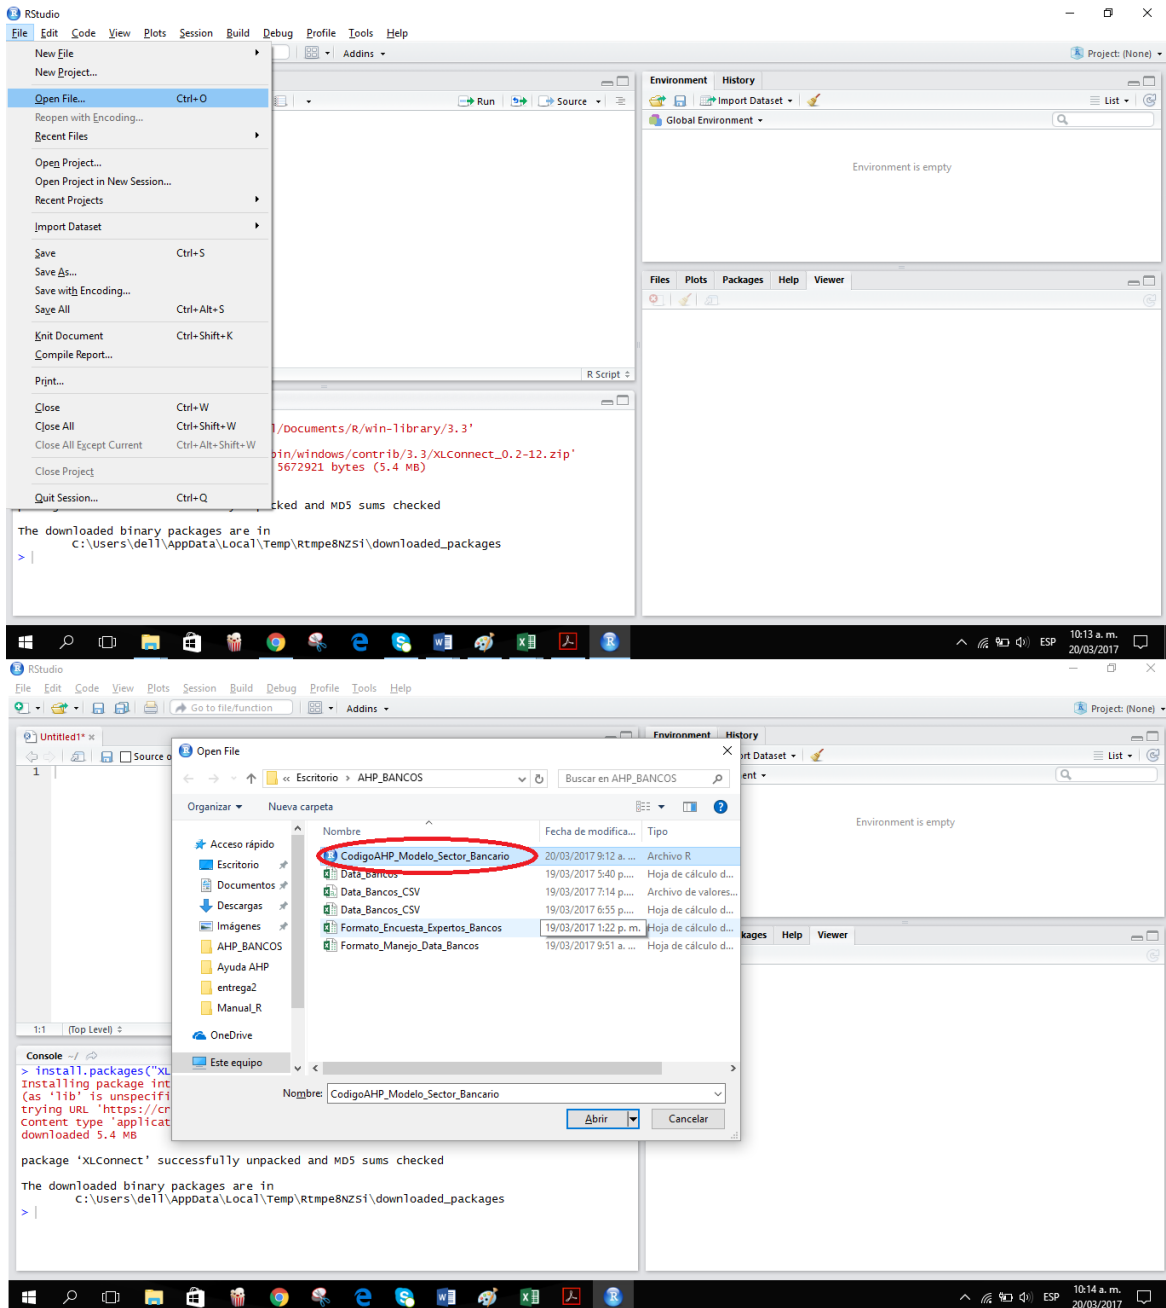 RStudio
File Edit Code View Plots Session Build Debug Profile Tools Help
New File
Addins
Project: (None)
New Project...
Open File... Ctrl+O
Run Source
Reopen with Encoding...
Recent Files
Open Project...
Open Project in New Session...
Recent Projects
Import Dataset
Save Ctrl+S
Save As...
Save with Encoding...
Save All Ctrl+Alt+S
Knit Document Ctrl+Shift+K
Compile Report...
Print...
Close Ctrl+W
Close All Ctrl+Shift+W
Close All Except Current Ctrl+Alt+Shift+W
Close Project
Quit Session... Ctrl+Q
R Script
Environment History
Import Dataset List
Global Environment
Environment is empty
Files Plots Packages Help Viewer
l/Documents/R/win-library/3.3’
bin/windows/contrib/3.3/XLConnect_0.2-12.zip'
5672921 bytes (5.4 MB)
cked and MD5 sums checked
The downloaded binary packages are in
C:\Users\dell\AppData\Local\Temp\Rtmpe8NZSi\downloaded_packages
>
ESP 10:13 a. m.
20/03/2017
RStudio
File Edit Code View Plots Session Build Debug Profile Tools Help
Go to file/function Addins Project: (None)
Untitled1*
Source o
1
1:1 (Top Level)
Open File
« Escritorio > AHP_BANCOS Buscar en AHP_BANCOS
Organizar Nueva carpeta
Acceso rápido
Escritorio
Documentos
Descargas
Imágenes
AHP_BANCOS
Ayuda AHP
entrega2
Manual_R
OneDrive
Este equipo
Nombre Fecha de modifica... Tipo
CodigoAHP_Modelo_Sector_Bancario 20/03/2017 9:12 a. ... Archivo R
Data_Bancos 19/03/2017 5:40 p.... Hoja de cálculo d...
Data_Bancos_CSV 19/03/2017 7:14 p.... Archivo de valores...
Data_Bancos_CSV 19/03/2017 6:55 p.... Hoja de cálculo d...
Formato_Encuesta_Expertos_Bancos 19/03/2017 1:22 p. m. Hoja de cálculo d...
Formato_Manejo_Data_Bancos 19/03/2017 9:51 a. ... Hoja de cálculo d...
Nombre: CodigoAHP_Modelo_Sector_Bancario
Abrir Cancelar
Environment History
ort Dataset List
ent
Environment is empty
kages Help Viewer
Console ~/
> install.packages("XL
Installing package int
(as ‘lib’ is unspecifi
trying URL 'https://cr
Content type 'applicat
downloaded 5.4 MB
package ‘XLConnect’ successfully unpacked and MD5 sums checked
The downloaded binary packages are in
C:\Users\dell\AppData\Local\Temp\Rtmpe8NZSi\downloaded_packages
>
ESP 10:14 a. m.
20/03/2017